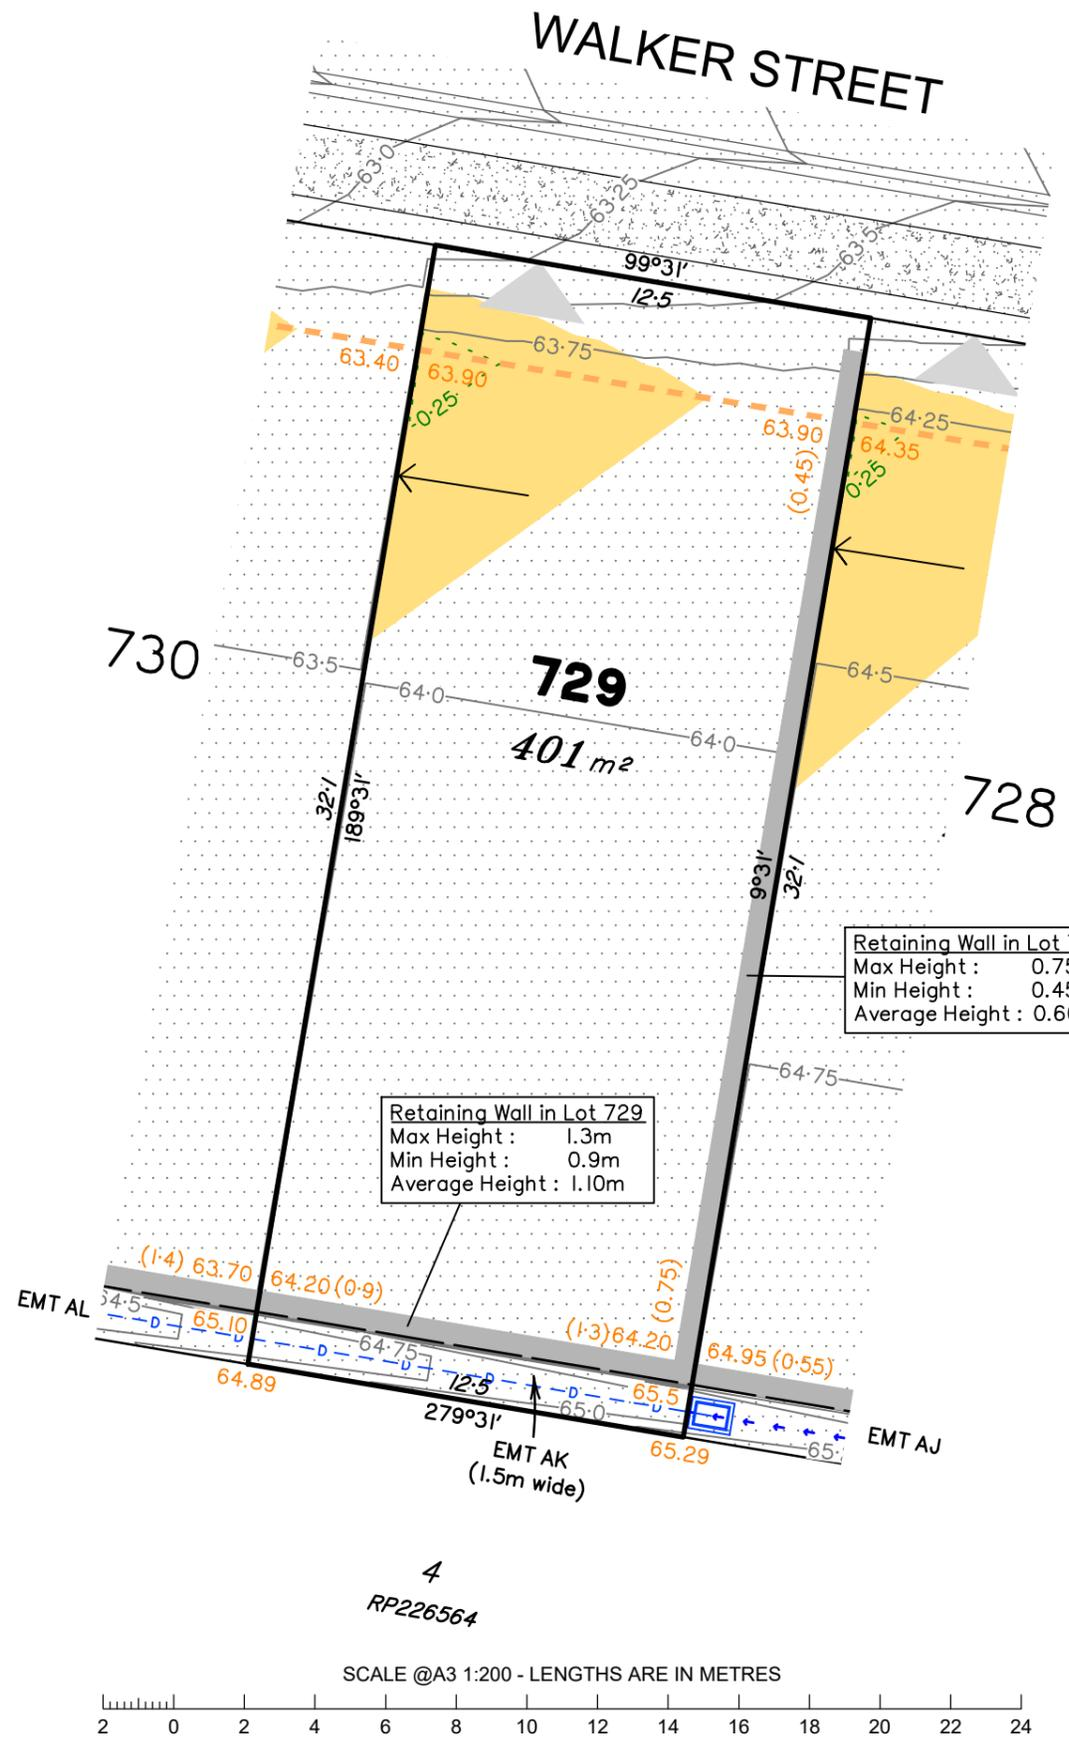 WALKER STREET
63·0
63·25
63·5
99°31′
12·5
63·75
63.40
63.90
0·25
63.90
(0.45)
64·25
64.35
0·25
730
63·5
64·0
729
401 m²
64·0
64·5
728
32·1
189°31′
9°31′
32·1
Retaining Wall in Lot
Max Height :
Min Height :
Average Height :
64·75
Retaining Wall in Lot 729
Max Height : 1.3m
Min Height : 0.9m
Average Height : 1.10m
(1·4) 63.70
64.20 (0·9)
(0.75)
EMT AL
65.10
64·75
(1·3) 64.20
64.95 (0·55)
D D D D D D D
64.89
12·5
65.5
279°31′
65·0
EMT AK
(1.5m wide)
65.29
65·
EMT AJ
4
RP226564
SCALE @A3 1:200 - LENGTHS ARE IN METRES
2 0 2 4 6 8 10 12 14 16 18 20 22 24